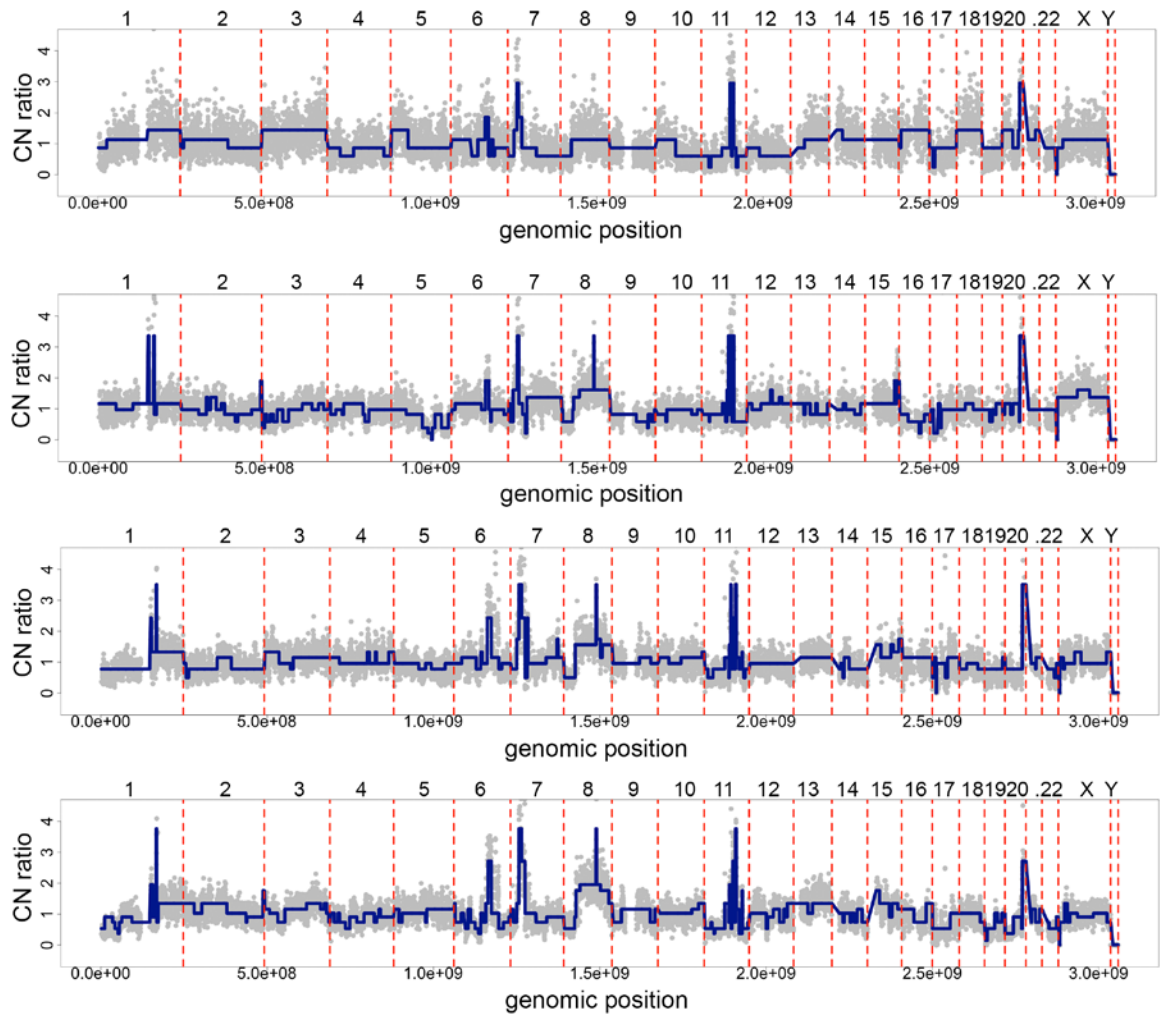 1 2 3 4 5 6 7 8 9 10 11 12 13 14 15 16 17 18 19 20 .22 X Y
CN ratio
4
3
2
1
0
0.0e+00 5.0e+08 1.0e+09 1.5e+09 2.0e+09 2.5e+09 3.0e+09
genomic position
1 2 3 4 5 6 7 8 9 10 11 12 13 14 15 16 17 18 19 20 .22 X Y
CN ratio
4
3
2
1
0
0.0e+00 5.0e+08 1.0e+09 1.5e+09 2.0e+09 2.5e+09 3.0e+09
genomic position
1 2 3 4 5 6 7 8 9 10 11 12 13 14 15 16 17 18 19 20 .22 X Y
CN ratio
4
3
2
1
0
0.0e+00 5.0e+08 1.0e+09 1.5e+09 2.0e+09 2.5e+09 3.0e+09
genomic position
1 2 3 4 5 6 7 8 9 10 11 12 13 14 15 16 17 18 19 20 .22 X Y
CN ratio
4
3
2
1
0
0.0e+00 5.0e+08 1.0e+09 1.5e+09 2.0e+09 2.5e+09 3.0e+09
genomic position